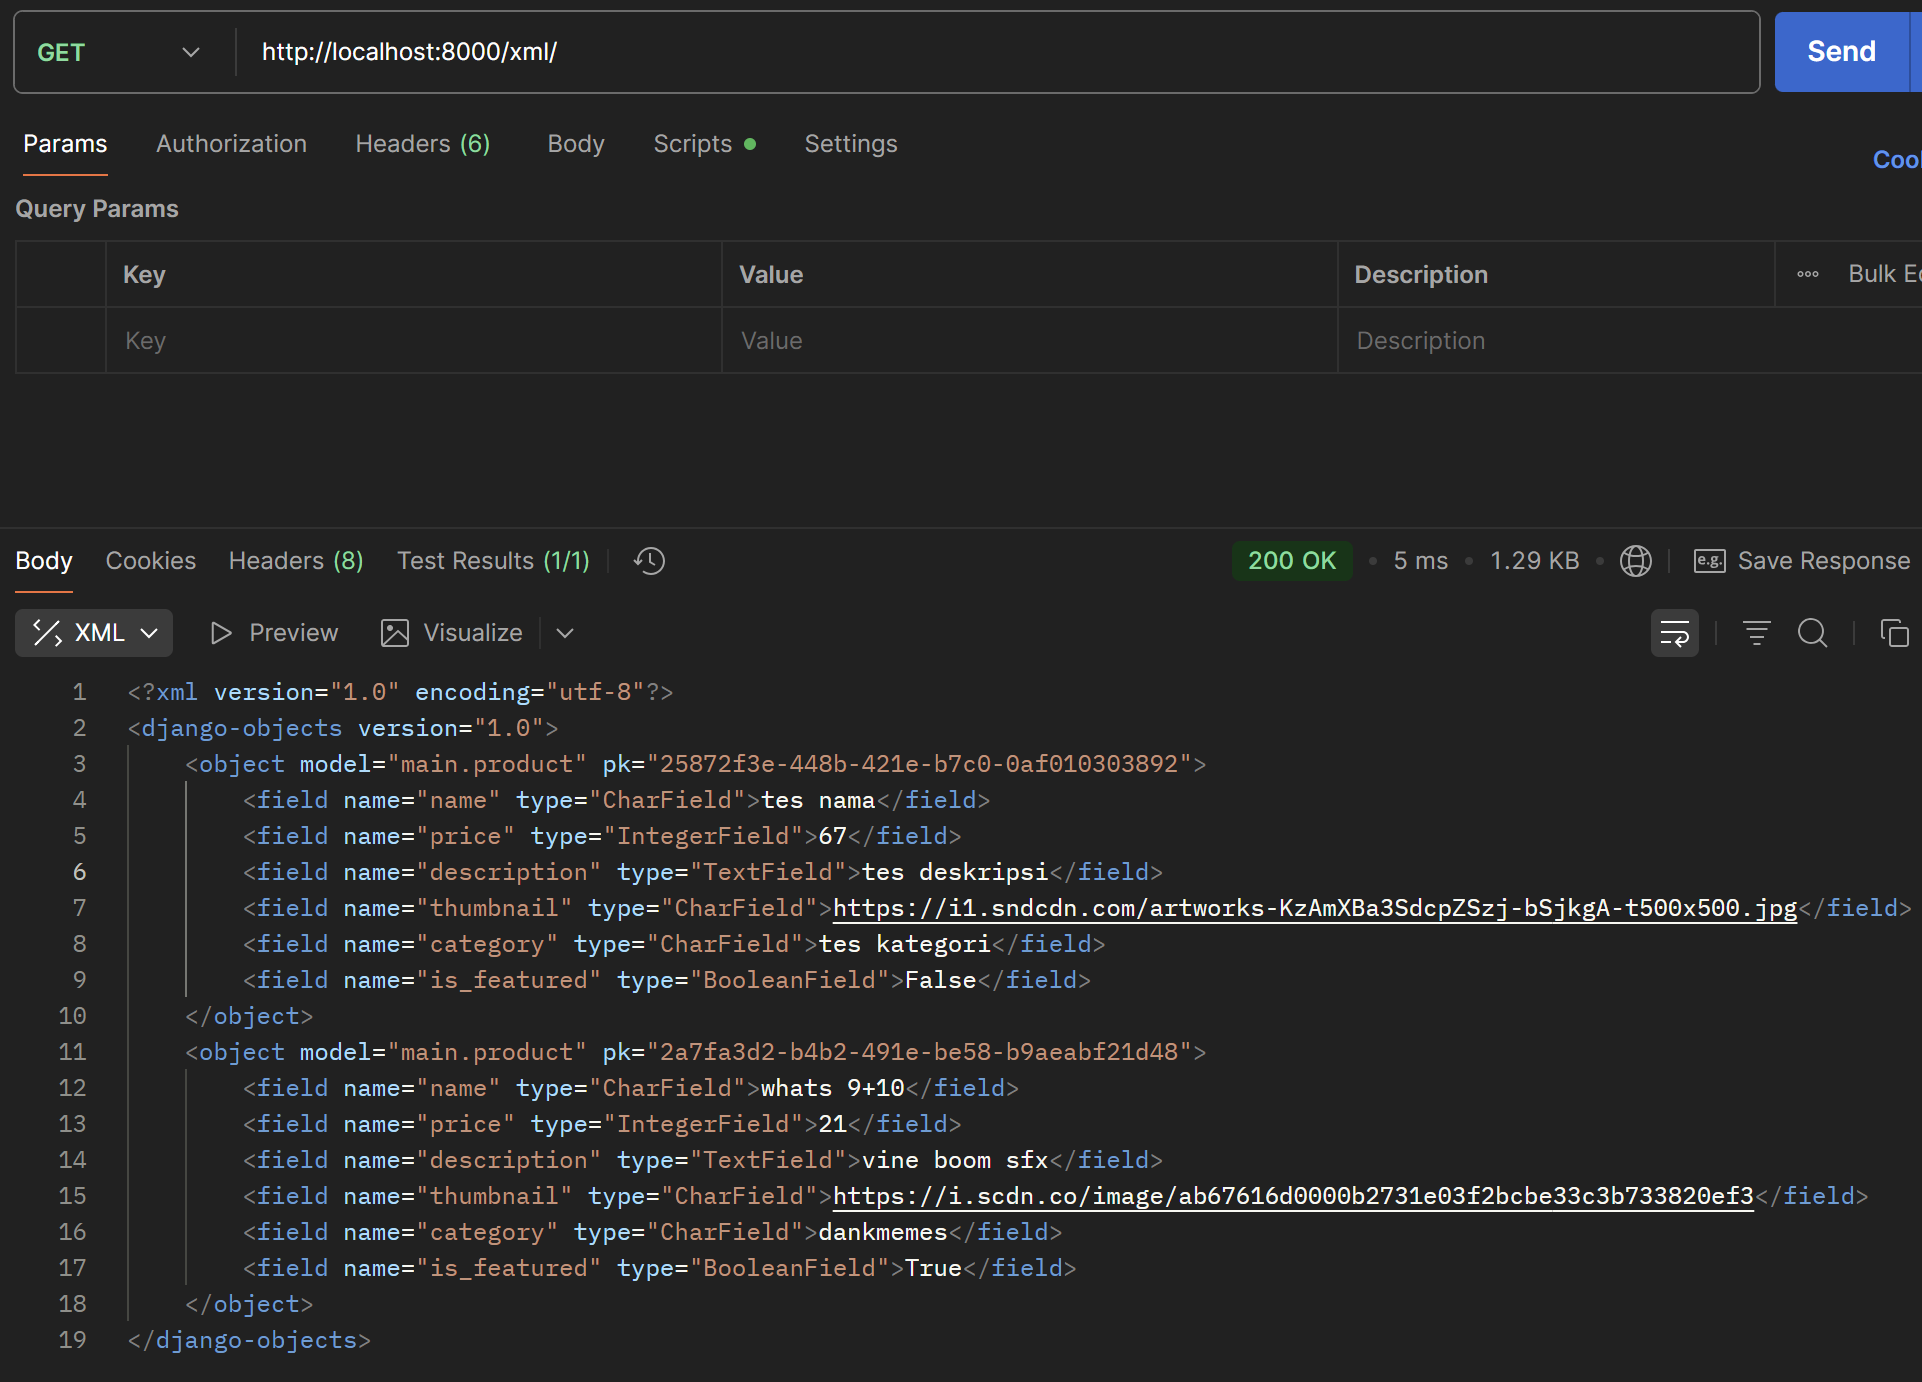 GET http://localhost:8000/xml/ Send
Params Authorization Headers (6) Body Scripts Settings
Query Params
Key Value Description Bulk
Key Value Description
Body Cookies Headers (8) Test Results (1/1) 200 OK 5 ms 1.29 KB e.g. Save Response
XML Preview Visualize
1 <?xml version="1.0" encoding="utf-8"?>
2 <django-objects version="1.0">
3 <object model="main.product" pk="25872f3e-448b-421e-b7c0-0af010303892">
4 <field name="name" type="CharField">tes nama</field>
5 <field name="price" type="IntegerField">67</field>
6 <field name="description" type="TextField">tes deskripsi</field>
7 <field name="thumbnail" type="CharField">https://i1.sndcdn.com/artworks-KzAmXBa3SdcpZSzj-bSjkgA-t500x500.jpg</field>
8 <field name="category" type="CharField">tes kategori</field>
9 <field name="is_featured" type="BooleanField">False</field>
10 </object>
11 <object model="main.product" pk="2a7fa3d2-b4b2-491e-be58-b9aeabf21d48">
12 <field name="name" type="CharField">whats 9+10</field>
13 <field name="price" type="IntegerField">21</field>
14 <field name="description" type="TextField">vine boom sfx</field>
15 <field name="thumbnail" type="CharField">https://i.scdn.co/image/ab67616d0000b2731e03f2bcbe33c3b733820ef3</field>
16 <field name="category" type="CharField">dankmemes</field>
17 <field name="is_featured" type="BooleanField">True</field>
18 </object>
19 </django-objects>